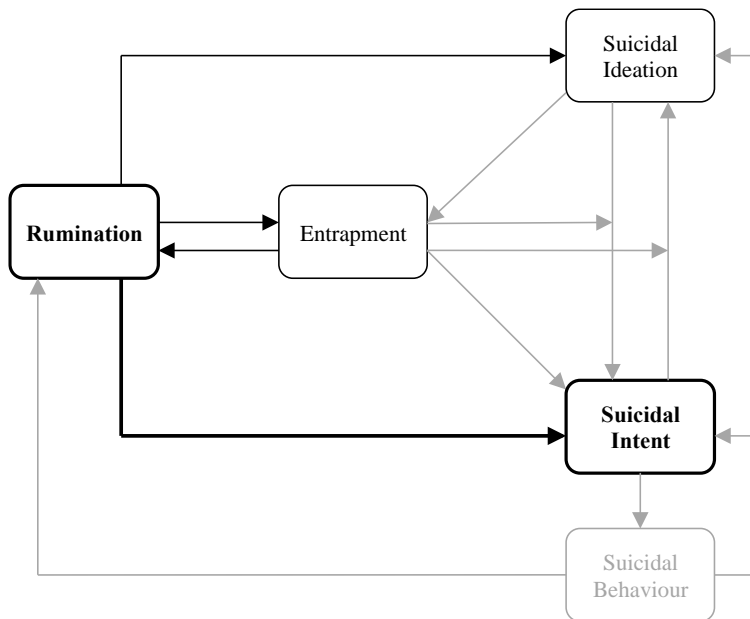 Suicidal
Ideation
Rumination
Entrapment
Suicidal
Intent
Suicidal
Behaviour